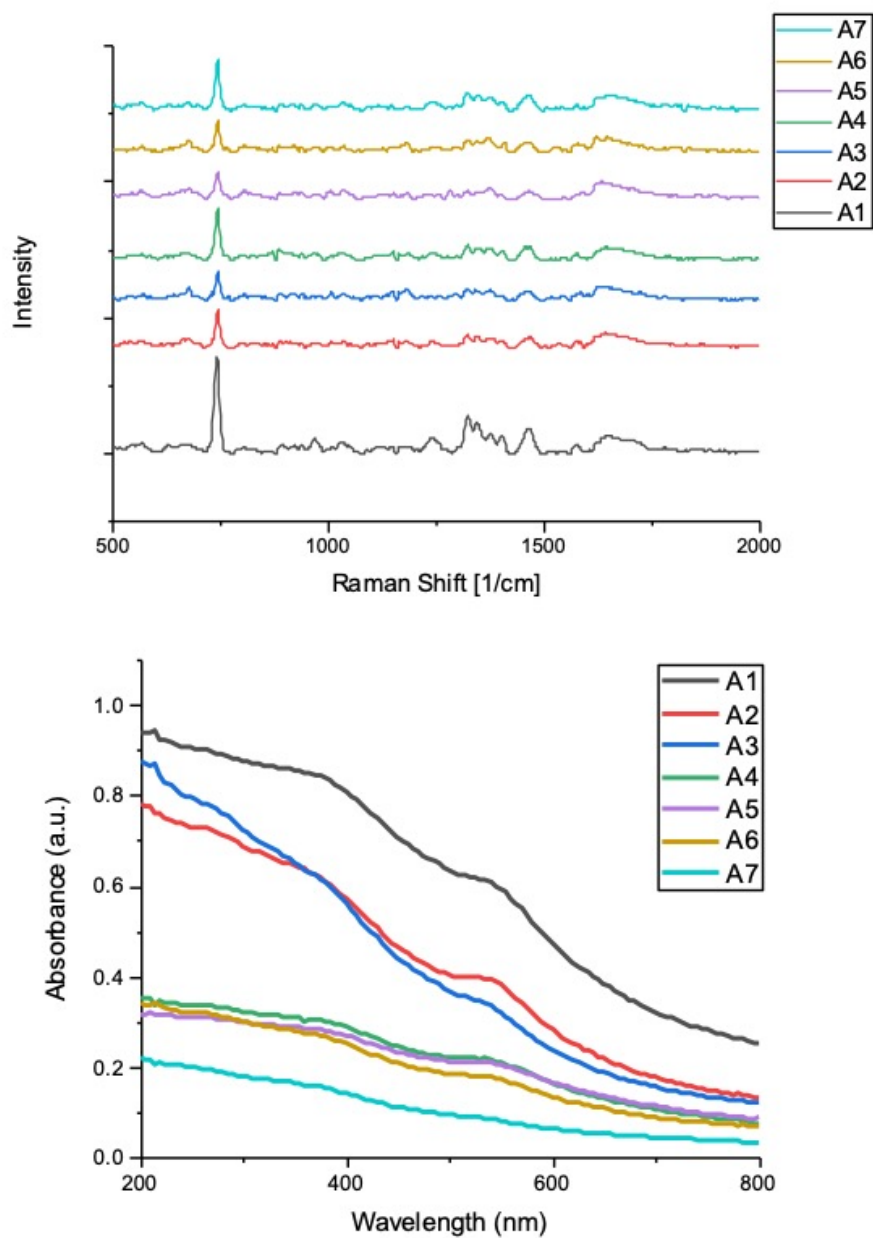 A7
A6
A5
A4
A3
A2
A1
Intensity
500
1000
1500
2000
Raman Shift [1/cm]
A1
A2
A3
A4
A5
A6
A7
1.0
0.8
0.6
0.4
0.2
0.0
Absorbance (a.u.)
200
400
600
800
Wavelength (nm)